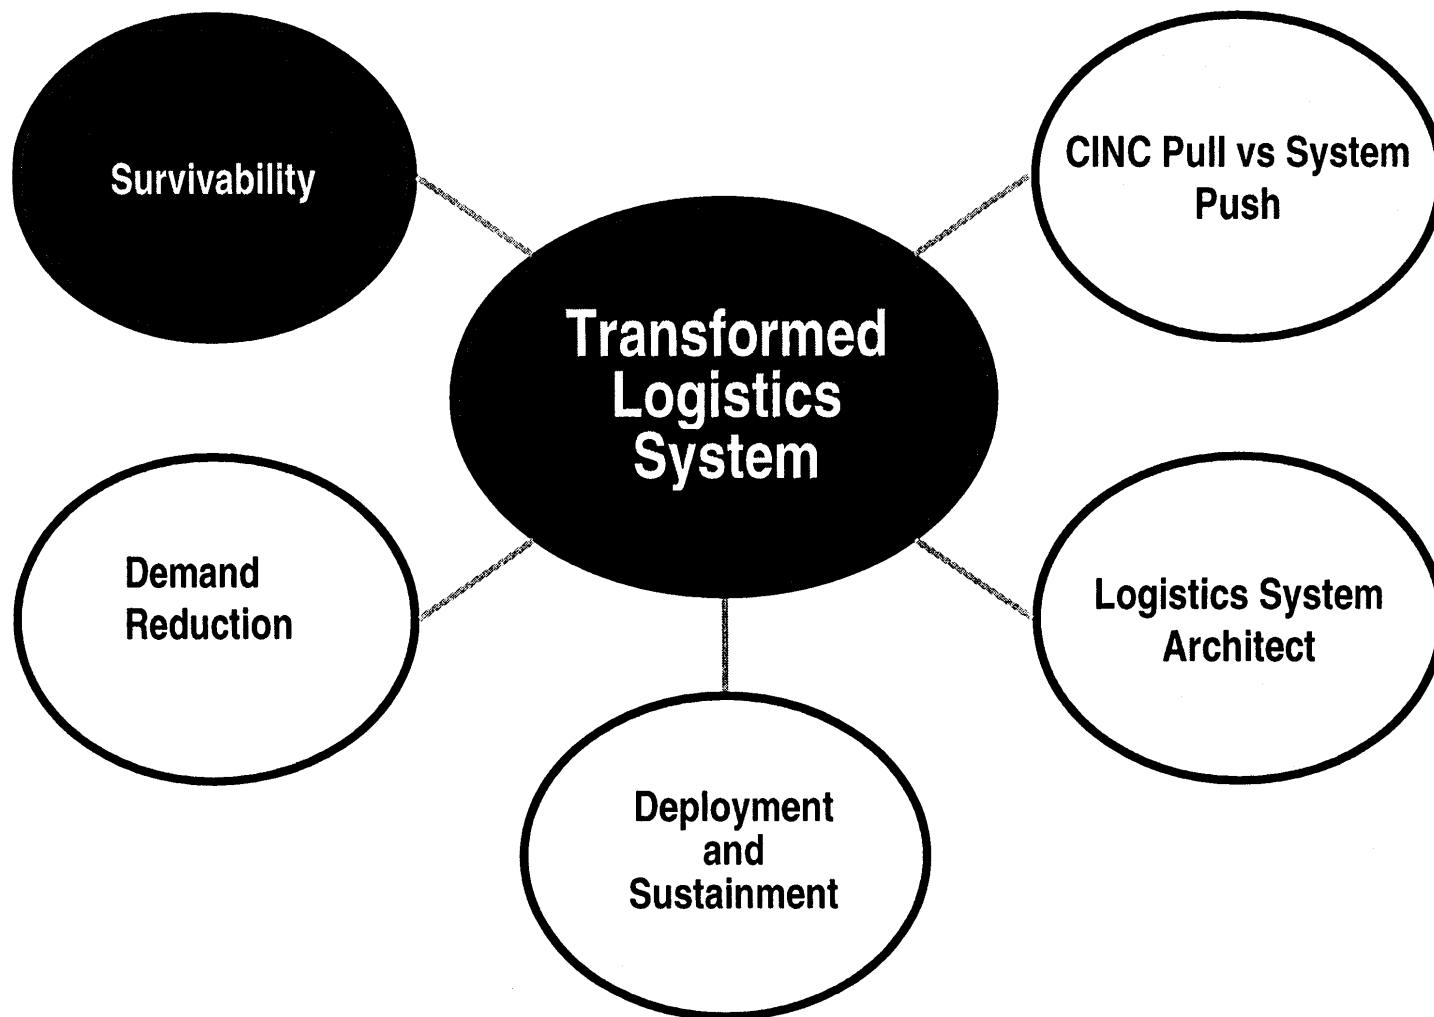 Survivability
CINC Pull vs System
Push
Transformed
Logistics
System
Demand
Reduction
Logistics System
Architect
Deployment
and
Sustainment